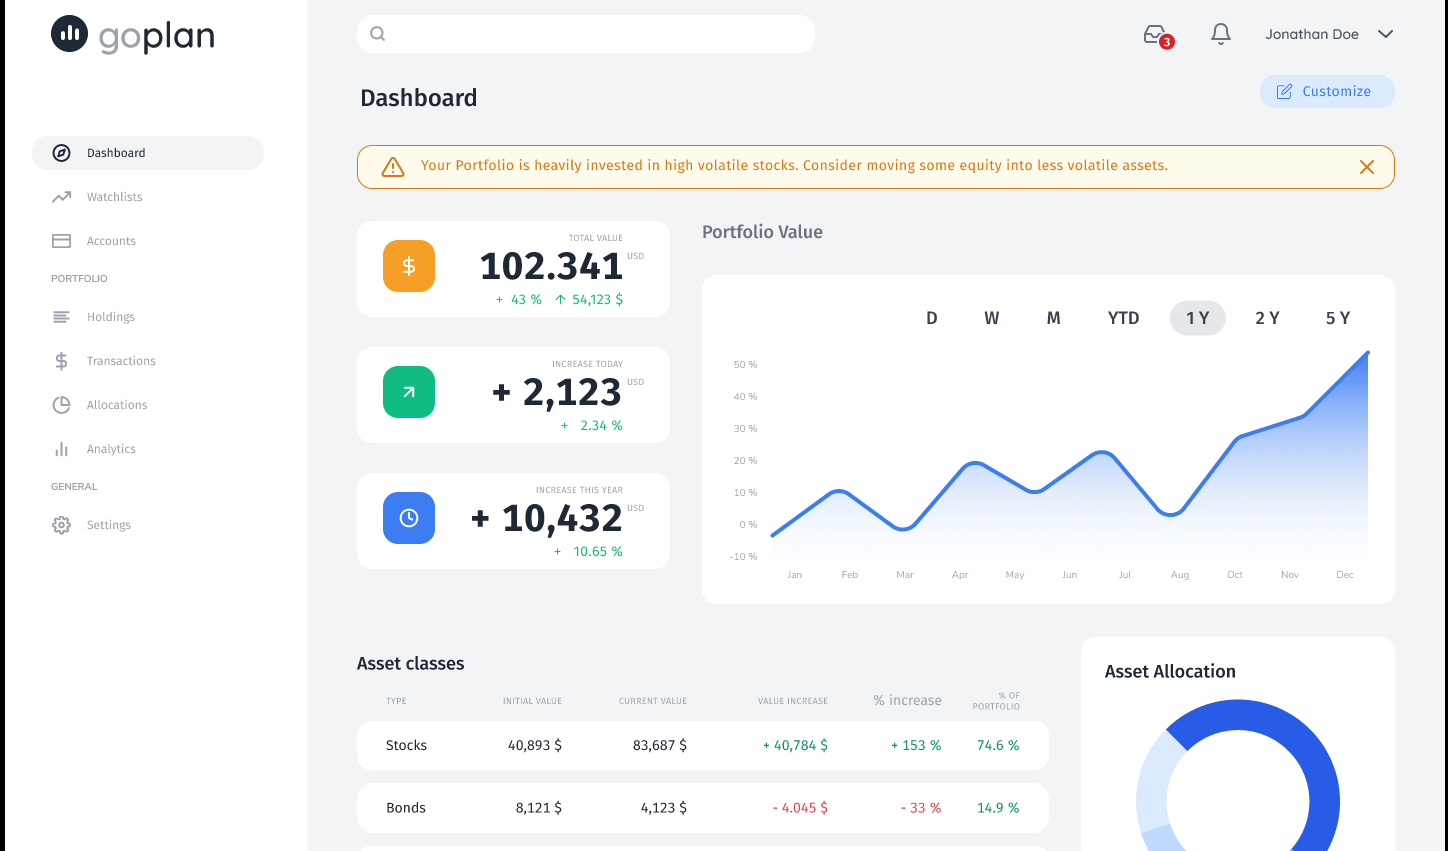 goplan
3
Jonathan Doe
Dashboard
Customize
Dashboard
Watchlists
Accounts
PORTFOLIO
Holdings
Transactions
Allocations
Analytics
GENERAL
Settings
Your Portfolio is heavily invested in high volatile stocks. Consider moving some equity into less volatile assets.
TOTAL VALUE
102.341 USD
+ 43 % ↑ 54,123 $
INCREASE TODAY
+ 2,123 USD
+ 2.34 %
INCREASE THIS YEAR
+ 10,432 USD
+ 10.65 %
Portfolio Value
D W M YTD 1 Y 2 Y 5 Y
50 %
40 %
30 %
20 %
10 %
0 %
-10 %
Jan Feb Mar Apr May Jun Jul Aug Oct Nov Dec
Asset classes
TYPE INITIAL VALUE CURRENT VALUE VALUE INCREASE % increase % OF PORTFOLIO
Stocks 40,893 $ 83,687 $ + 40,784 $ + 153 % 74.6 %
Bonds 8,121 $ 4,123 $ - 4.045 $ - 33 % 14.9 %
Asset Allocation